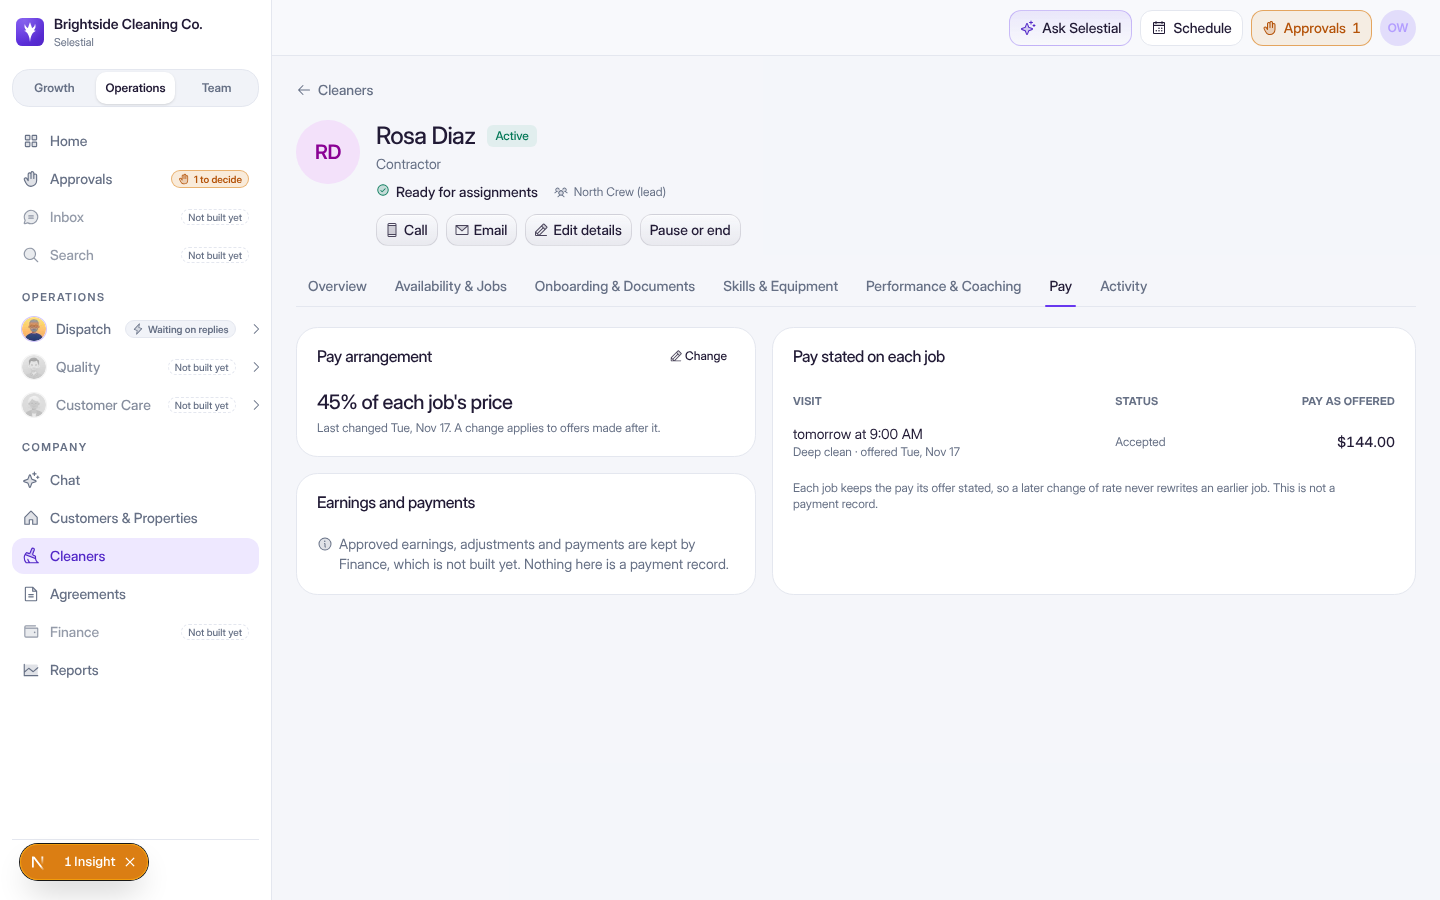 Brightside Cleaning Co.
Selestial
Growth
Operations
Team
Home
Approvals
1 to decide
Inbox
Not built yet
Search
Not built yet
OPERATIONS
Dispatch
Waiting on replies
Quality
Not built yet
Customer Care
Not built yet
COMPANY
Chat
Customers & Properties
Cleaners
Agreements
Finance
Not built yet
Reports
1 Insight
Ask Selestial
Schedule
Approvals 1
OW
Cleaners
RD
Rosa Diaz
Active
Contractor
Ready for assignments
North Crew (lead)
Call
Email
Edit details
Pause or end
Overview
Availability & Jobs
Onboarding & Documents
Skills & Equipment
Performance & Coaching
Pay
Activity
Pay arrangement
Change
45% of each job's price
Last changed Tue, Nov 17. A change applies to offers made after it.
Earnings and payments
Approved earnings, adjustments and payments are kept by
Finance, which is not built yet. Nothing here is a payment record.
Pay stated on each job
VISIT
STATUS
PAY AS OFFERED
tomorrow at 9:00 AM
Deep clean · offered Tue, Nov 17
Accepted
$144.00
Each job keeps the pay its offer stated, so a later change of rate never rewrites an earlier job. This is not a
payment record.